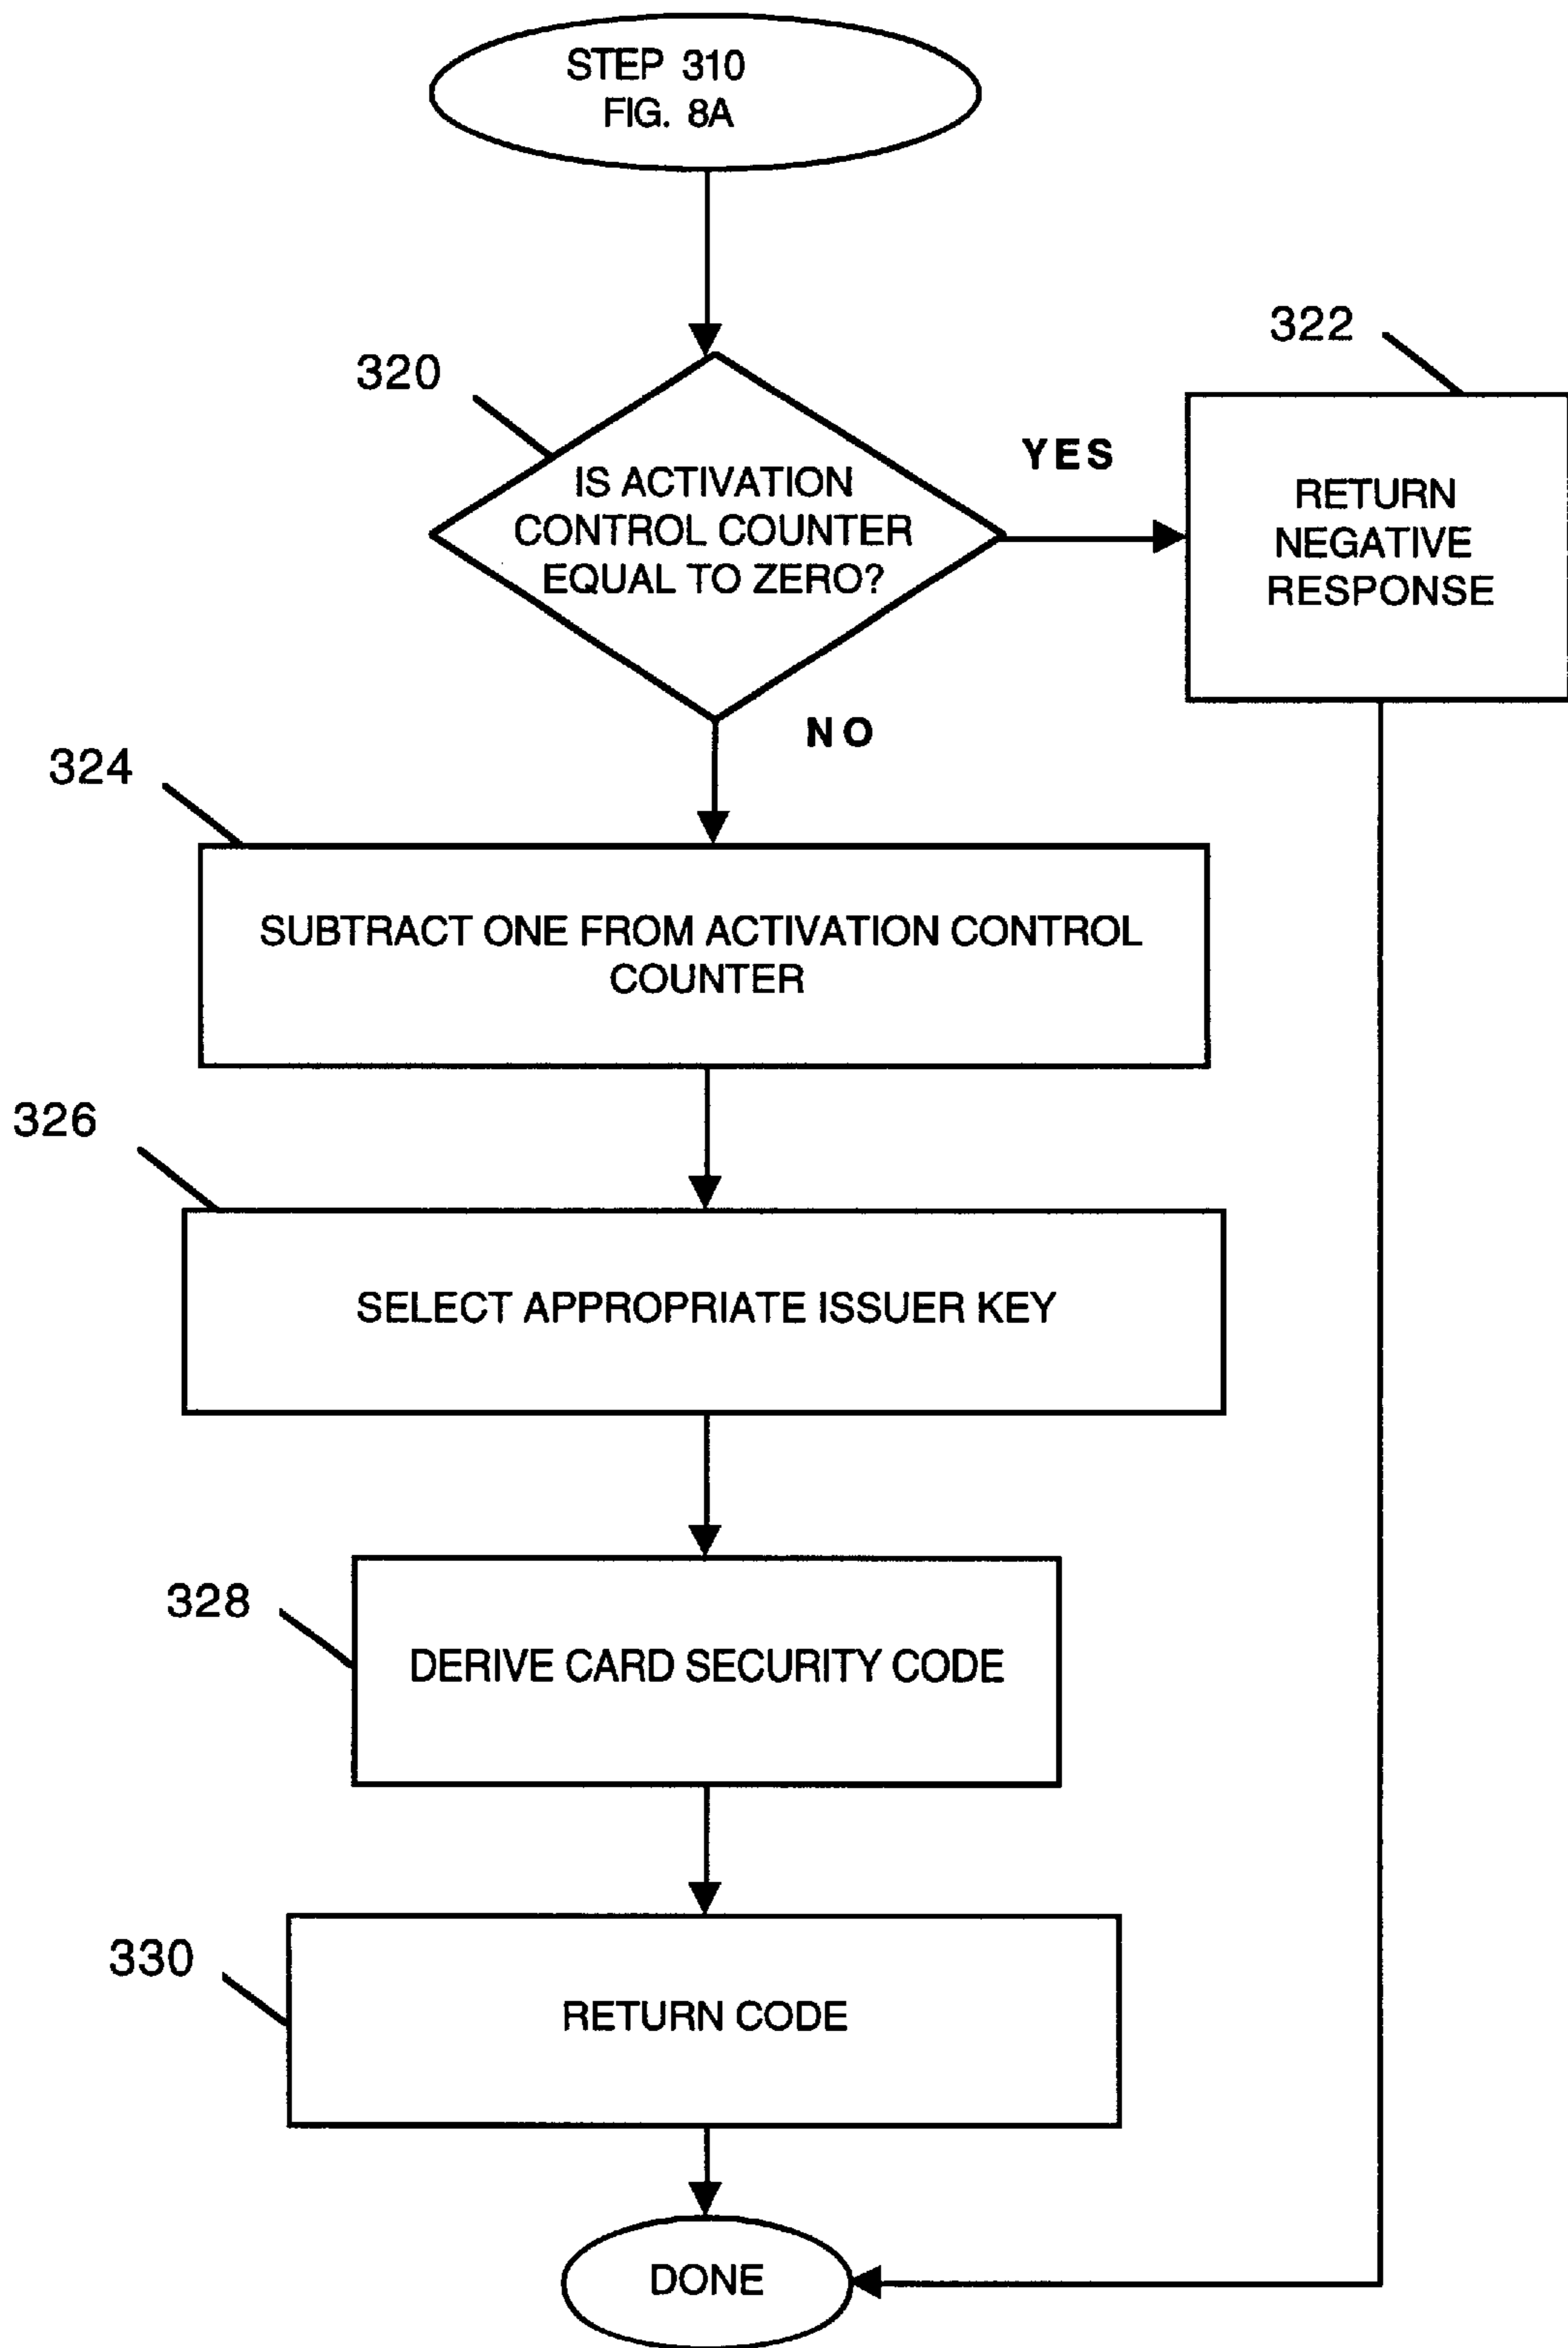 STEP 310
FIG. 8A
320
IS ACTIVATION
CONTROL COUNTER
EQUAL TO ZERO?
YES
322
RETURN
NEGATIVE
RESPONSE
NO
324
SUBTRACT ONE FROM ACTIVATION CONTROL
COUNTER
326
SELECT APPROPRIATE ISSUER KEY
328
DERIVE CARD SECURITY CODE
330
RETURN CODE
DONE